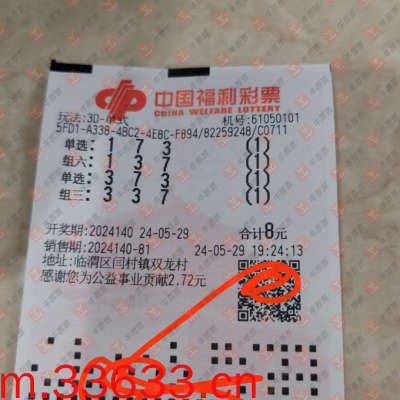 中国福利彩票
CHINA WELFARE LOTTERY
玩法:3D-单式 机号:61050101
5FD1-A338-4BC2-4E8C-F894/82259248/C0711
单选: 1 7 3 (1)
组六: 1 3 7 (1)
单选: 3 7 3 (1)
组三: 3 3 7 (1)
开奖期:2024140 24-05-29 合计8元
销售期:2024140-81 24-05-29 19:24:13
地址:临渭区闫村镇双龙村
感谢您为公益事业贡献2.72元
m.33633.cn